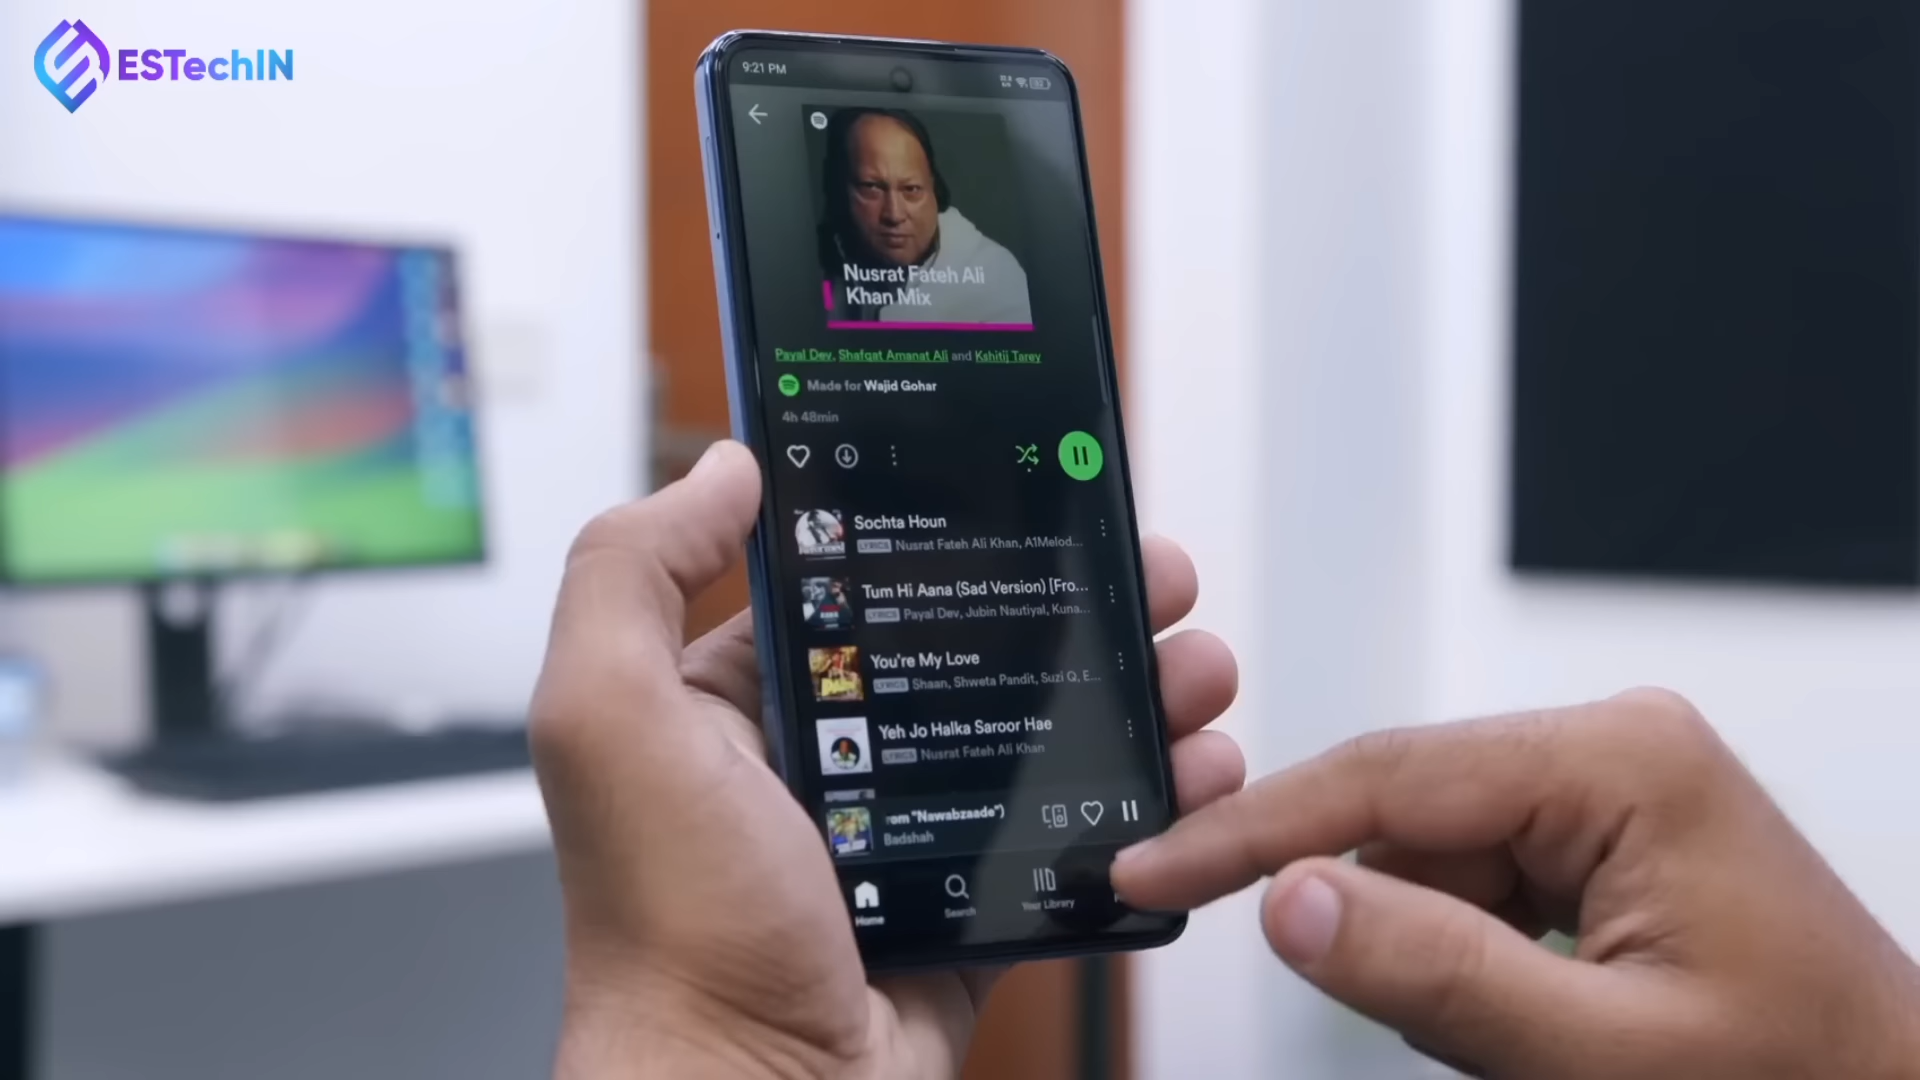 ESTechIN
9:21 PM
Nusrat Fateh Ali
Khan Mix
Payal Dev, Shafqat Amanat Ali and Kshitij Tarey
Made for Wajid Gohar
4h 48min
Sochta Houn
LYRICS Nusrat Fateh Ali Khan, A1Melod...
Tum Hi Aana (Sad Version) [Fro...
LYRICS Payal Dev, Jubin Nautiyal, Kuna...
You're My Love
LYRICS Shaan, Shweta Pandit, Suzi Q, E...
Yeh Jo Halka Saroor Hae
LYRICS Nusrat Fateh Ali Khan
rom "Nawabzaade")
Badshah
Home
Search
Your Library